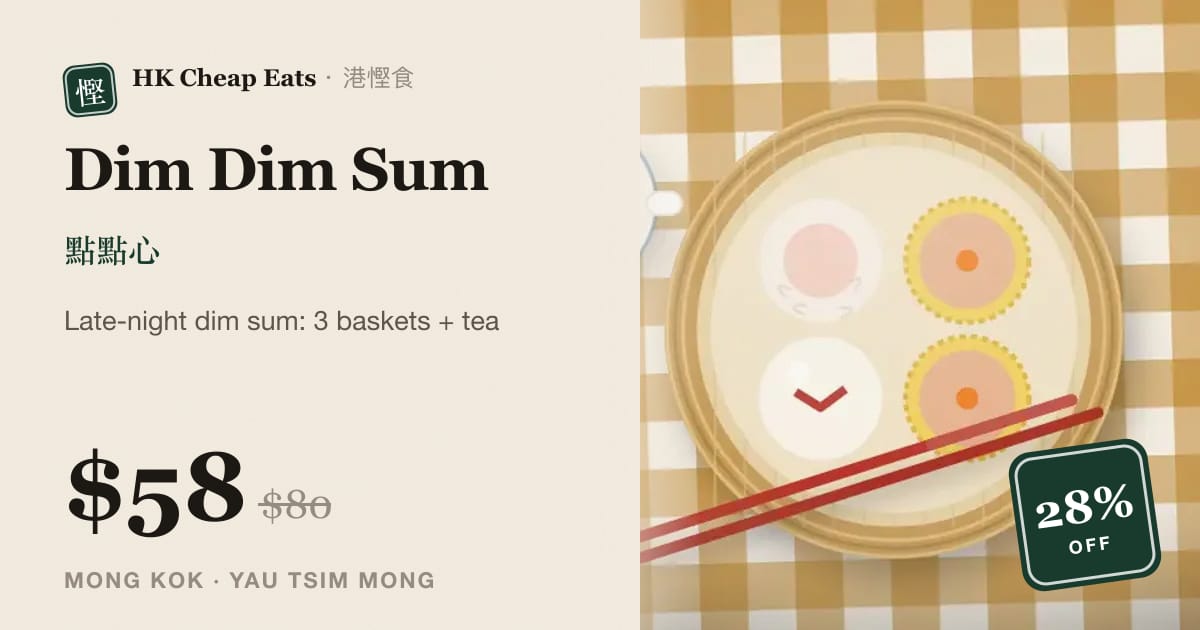 慳
HK Cheap Eats · 港慳食
Dim Dim Sum
點點心
Late-night dim sum: 3 baskets + tea
$58 $80
MONG KOK · YAU TSIM MONG
28%
OFF